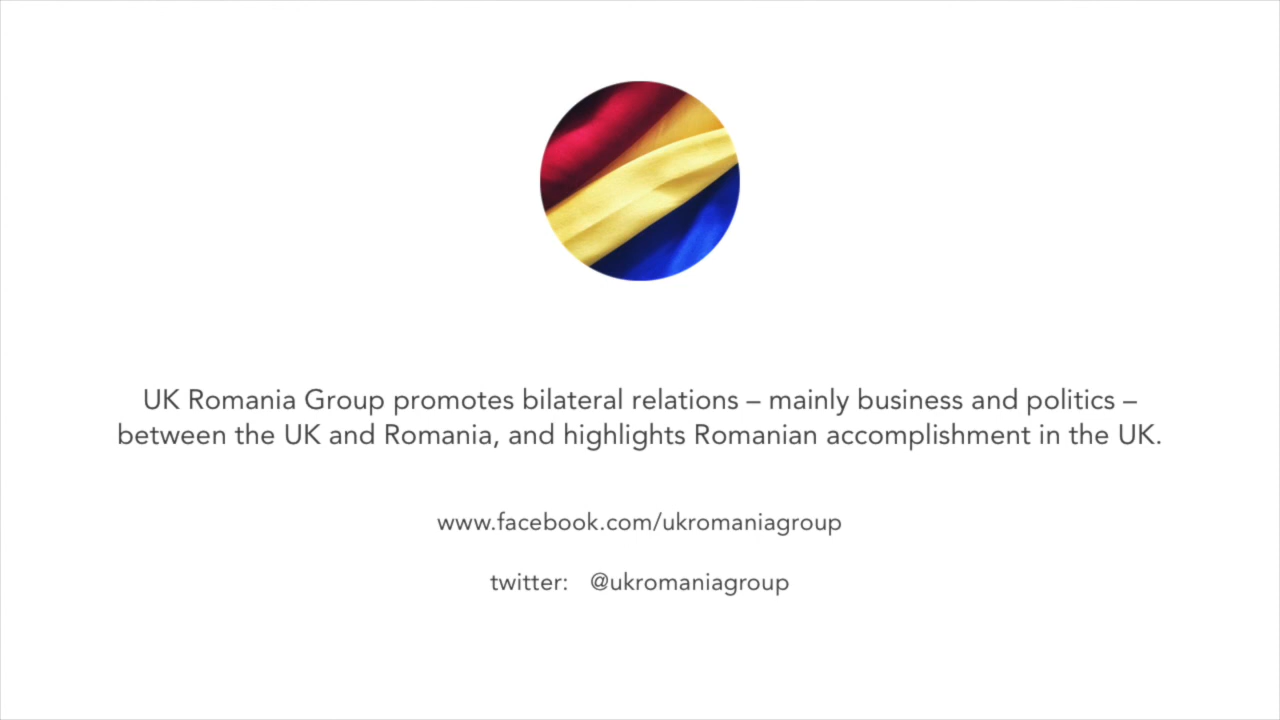 UK Romania Group promotes bilateral relations – mainly business and politics –
between the UK and Romania, and highlights Romanian accomplishment in the UK.
www.facebook.com/ukromaniagroup
twitter: @ukromaniagroup